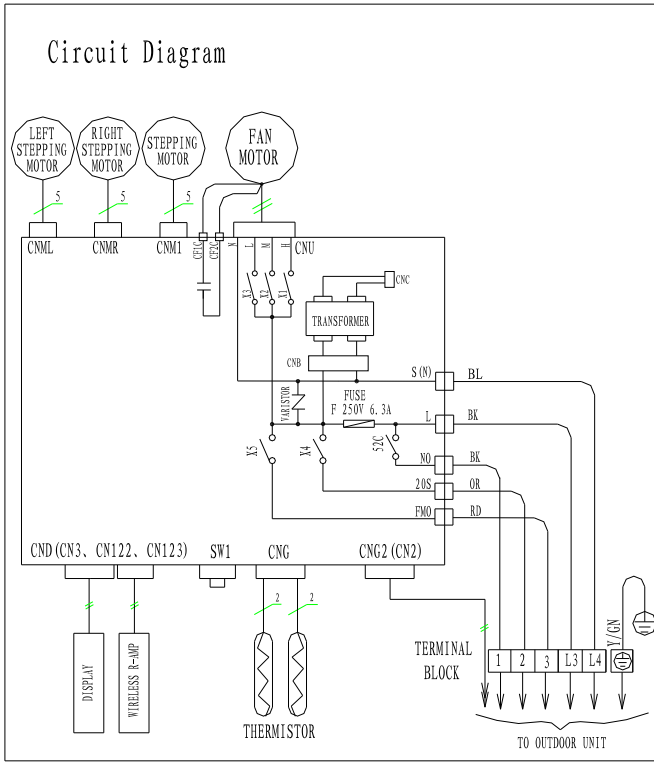 Circuit Diagram
LEFT
STEPPING
MOTOR
RIGHT
STEPPING
MOTOR
STEPPING
MOTOR
FAN
MOTOR
5
5
5
CNML
CNMR
CNM1
CF1C
CF2C
N
L
M
H
CNU
X3
X2
X1
CNC
TRANSFORMER
CNB
S(N)
BL
VARISTOR
FUSE
F 250V 6.3A
L
BK
X5
X4
52C
NO
BK
20S
OR
FMO
RD
CND(CN3、CN122、CN123)
SW1
CNG
CNG2(CN2)
2
2
DISPLAY
WIRELESS R-AMP
THERMISTOR
TERMINAL
BLOCK
1
2
3
L3
L4
Y/GN
TO OUTDOOR UNIT